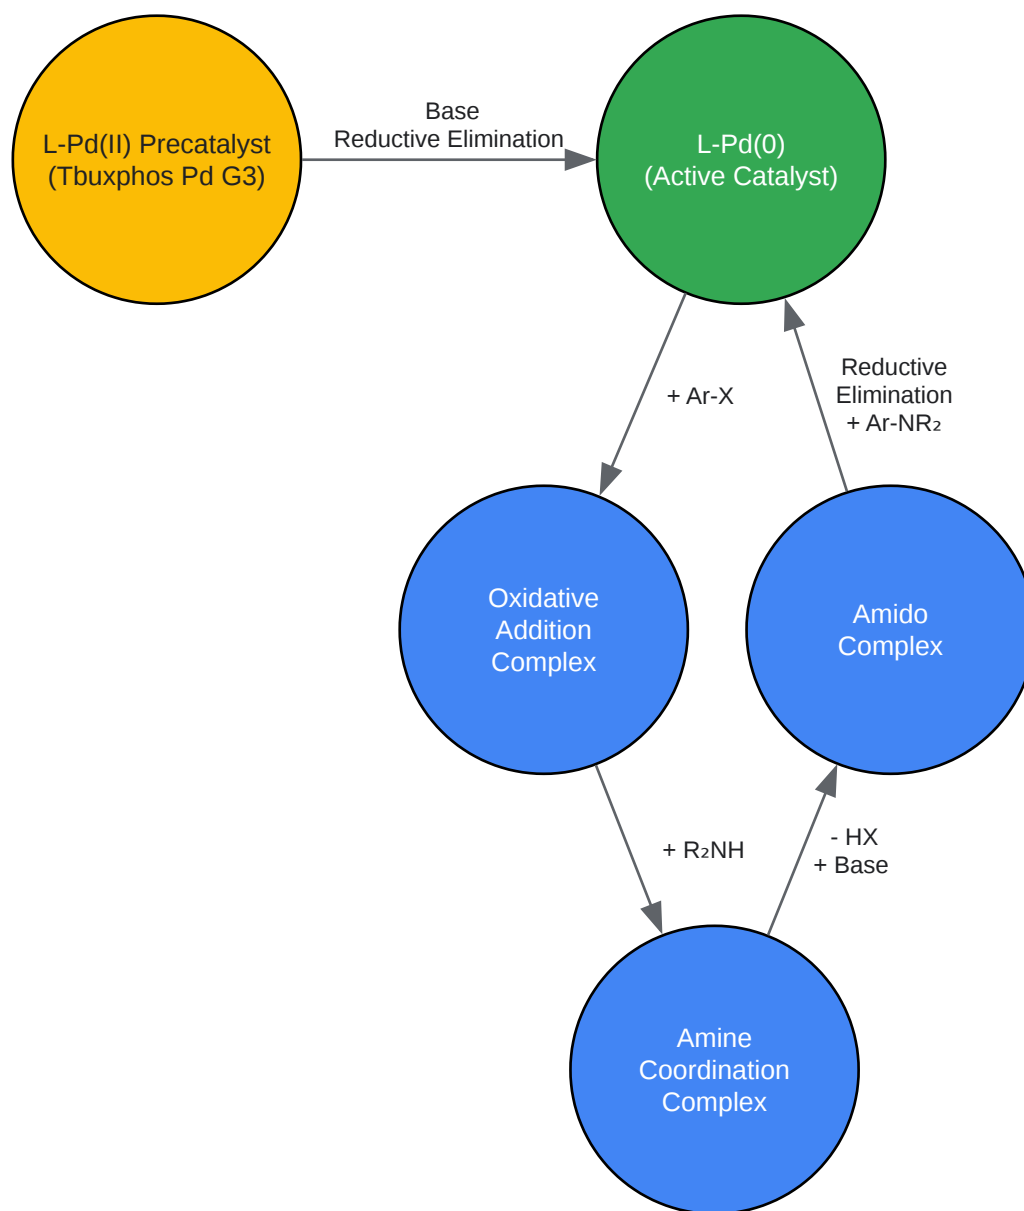 L-Pd(II) Precatalyst
(Tbuxphos Pd G3)
Base
Reductive Elimination
L-Pd(0)
(Active Catalyst)
+ Ar-X
Reductive
Elimination
+ Ar-NR₂
Oxidative
Addition
Complex
Amido
Complex
+ R₂NH
- HX
+ Base
Amine
Coordination
Complex